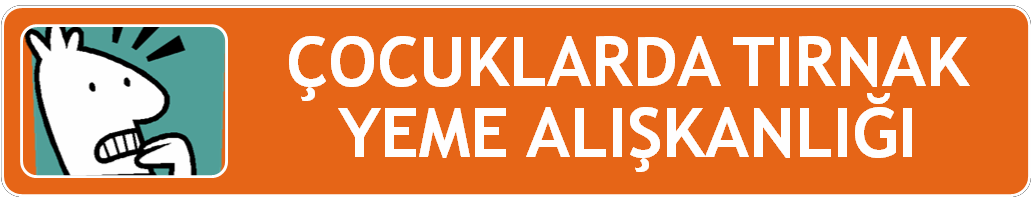 ÇOCUKLARDA TIRNAK
YEME ALIŞKANLIĞI